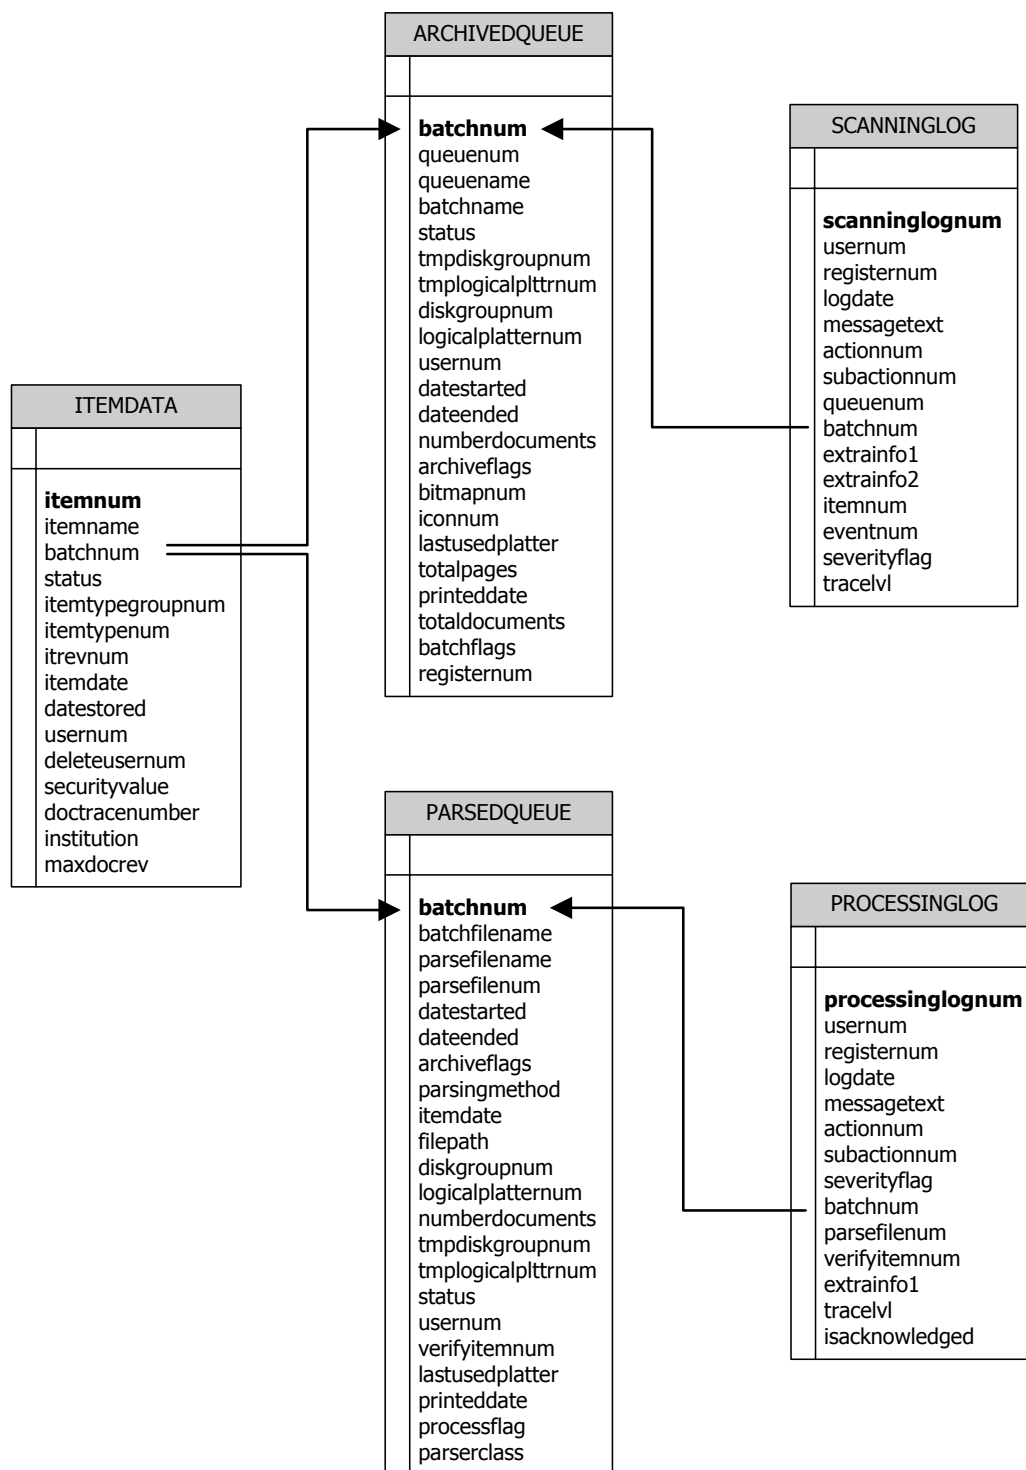 ARCHIVEDQUEUE
batchnum
queuenum
queuename
batchname
status
tmpdiskgroupnum
tmplogicalplttrnum
diskgroupnum
logicalplatternum
usernum
datestarted
dateended
numberdocuments
archiveflags
bitmapnum
iconnum
lastusedplatter
totalpages
printeddate
totaldocuments
batchflags
registernum
SCANNINGLOG
scanninglognum
usernum
registernum
logdate
messagetext
actionnum
subactionnum
queuenum
batchnum
extrainfo1
extrainfo2
itemnum
eventnum
severityflag
tracelvl
ITEMDATA
itemnum
itemname
batchnum
status
itemtypegroupnum
itemtypenum
itrevnum
itemdate
datestored
usernum
deleteusernum
securityvalue
doctracenumber
institution
maxdocrev
PARSEDQUEUE
batchnum
batchfilename
parsefilename
parsefilenum
datestarted
dateended
archiveflags
parsingmethod
itemdate
filepath
diskgroupnum
logicalplatternum
numberdocuments
tmpdiskgroupnum
tmplogicalplttrnum
status
usernum
verifyitemnum
lastusedplatter
printeddate
processflag
parserclass
PROCESSINGLOG
processinglognum
usernum
registernum
logdate
messagetext
actionnum
subactionnum
severityflag
batchnum
parsefilenum
verifyitemnum
extrainfo1
tracelvl
isacknowledged